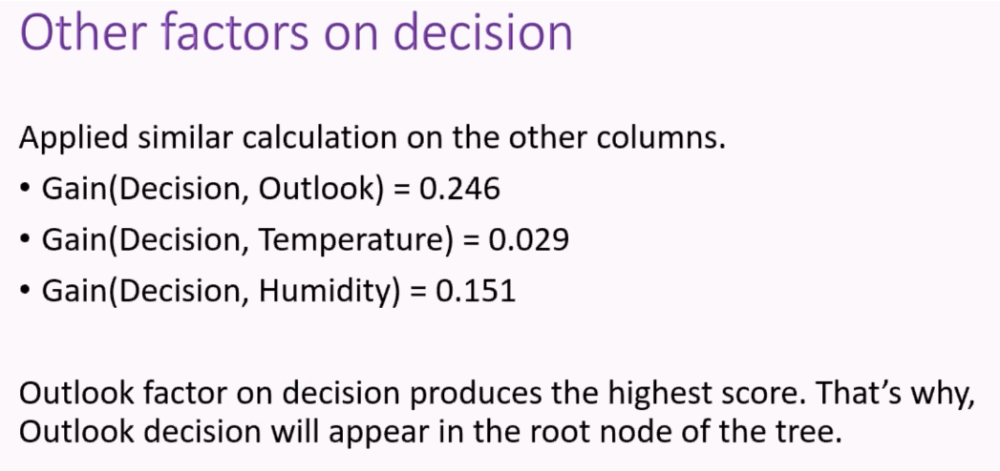 Other factors on decision
Applied similar calculation on the other columns.
• Gain(Decision, Outlook) = 0.246
• Gain(Decision, Temperature) = 0.029
• Gain(Decision, Humidity) = 0.151
Outlook factor on decision produces the highest score. That’s why,
Outlook decision will appear in the root node of the tree.